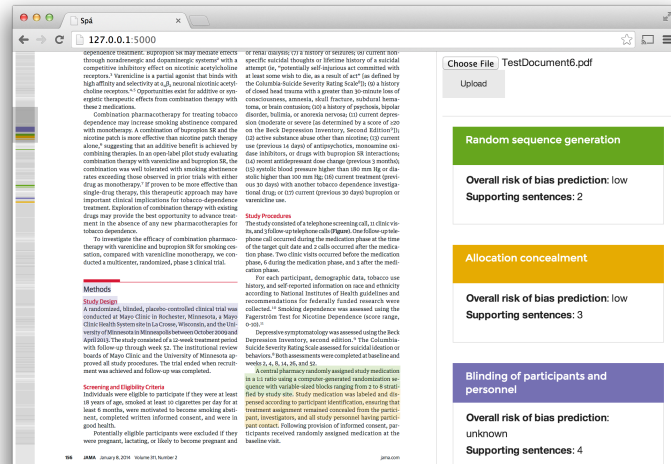 Spá
127.0.0.1:5000
dependence treatment. Bupropion SR may mediate effects
through noradrenergic and dopaminergic systems² with a
competitive inhibitory effect on nicotinic acetylcholine
receptors.³ Varenicline is a partial agonist that binds with
high affinity and selectivity at α₄β₂ neuronal nicotinic acetyl-
choline receptors.⁴,⁵ Opportunities exist for additive or syn-
ergistic therapeutic effects from combination therapy with
these 2 medications.
Combination pharmacotherapy for treating tobacco
dependence may increase smoking abstinence compared
with monotherapy. A combination of bupropion SR and the
nicotine patch is more effective than nicotine patch therapy
alone,⁶ suggesting that an additive benefit is achieved by
combining therapies. In an open-label pilot study evaluating
combination therapy with varenicline and bupropion SR, the
combination was well tolerated with smoking abstinence
rates exceeding those observed in prior trials with either
drug as monotherapy.⁷ If proven to be more effective than
single-drug therapy, this therapeutic approach may have
important clinical implications for tobacco-dependence
treatment. Exploration of combination therapy with existing
drugs may provide the best opportunity to advance treat-
ment in the absence of any new pharmacotherapies for
tobacco dependence.
To investigate the efficacy of combination pharmaco-
therapy with varenicline and bupropion SR for smoking ces-
sation, compared with varenicline monotherapy, we con-
ducted a multicenter, randomized, phase 3 clinical trial.
Methods
Study Design
A randomized, blinded, placebo-controlled clinical trial was
conducted at Mayo Clinic in Rochester, Minnesota, a Mayo
Clinic Health System site in La Crosse, Wisconsin, and the Uni-
versity of Minnesota in Minneapolis between October 2009 and
April 2013. The study consisted of a 12-week treatment period
with follow-up through week 52. The institutional review
boards of Mayo Clinic and the University of Minnesota ap-
proved all study procedures. The trial ended when recruit-
ment was achieved and follow-up was completed.
Screening and Eligibility Criteria
Individuals were eligible to participate if they were at least
18 years of age, smoked at least 10 cigarettes per day for at
least 6 months, were motivated to become smoking absti-
nent, completed written informed consent, and were in
good health.
Potentially eligible participants were excluded if they
were pregnant, lactating, or likely to become pregnant and
of renal dialysis; (7) a history of seizures; (8) current non-
specific suicidal thoughts or lifetime history of a suicidal
attempt (ie, "potentially self-injurious act committed with
at least some wish to die, as a result of act" (as defined by
the Columbia-Suicide Severity Rating Scale⁸); (9) a history
of closed head trauma with a greater than 30-minute loss of
consciousness, amnesia, skull fracture, subdural hema-
toma, or brain contusion; (10) a history of psychosis, bipolar
disorder, bulimia, or anorexia nervosa; (11) current depres-
sion (moderate or severe [as determined by a score of ≥20
on the Beck Depression Inventory, Second Edition⁹]);
(12) active substance abuse other than nicotine; (13) current
use (previous 14 days) of antipsychotics, monoamine oxi-
dase inhibitors, or drugs with bupropion SR interactions;
(14) recent antidepressant dose change (previous 3 months);
(15) systolic blood pressure higher than 180 mm Hg or dia-
stolic higher than 100 mm Hg; (16) current treatment (previ-
ous 30 days) with another tobacco dependence investiga-
tional drug; or (17) current (previous 30 days) bupropion or
varenicline use.
Study Procedures
The study consisted of a telephone screening call, 11 clinic vis-
its, and 3 follow-up telephone calls (Figure). One follow-up tele-
phone call occurred during the medication phase at the time
of the target quit date and 2 calls occurred after the medica-
tion phase. Two clinic visits occurred before the medication
phase, 6 during the medication phase, and 3 after the medi-
cation phase.
For each participant, demographic data, tobacco use
history, and self-reported information on race and ethnicity
according to National Institutes of Health guidelines and
recommendations for federally funded research were
collected.¹⁰ Smoking dependence was assessed using the
Fagerström Test for Nicotine Dependence (score range,
0-10).¹¹
Depressive symptomatology was assessed using the Beck
Depression Inventory, second edition.⁹ The Columbia-
Suicide Severity Rating Scale assessed for suicidal ideation or
behaviors.⁸ Both assessments were completed at baseline and
weeks 2, 4, 8, 14, 26, and 52.
A central pharmacy randomly assigned study medication
in a 1:1 ratio using a computer-generated randomization se-
quence with variable-sized blocks ranging from 2 to 8 strati-
fied by study site. Study medication was labeled and dis-
pensed according to participant identification, ensuring that
treatment assignment remained concealed from the partici-
pant, investigators, and all study personnel having partici-
pant contact. Following provision of informed consent, par-
ticipants received randomly assigned medication at the
baseline visit.
156 JAMA January 8, 2014 Volume 311, Number 2
jama.com
Choose File TestDocument6.pdf
Upload
Random sequence generation
Overall risk of bias prediction: low
Supporting sentences: 2
Allocation concealment
Overall risk of bias prediction: low
Supporting sentences: 3
Blinding of participants and
personnel
Overall risk of bias prediction:
unknown
Supporting sentences: 4